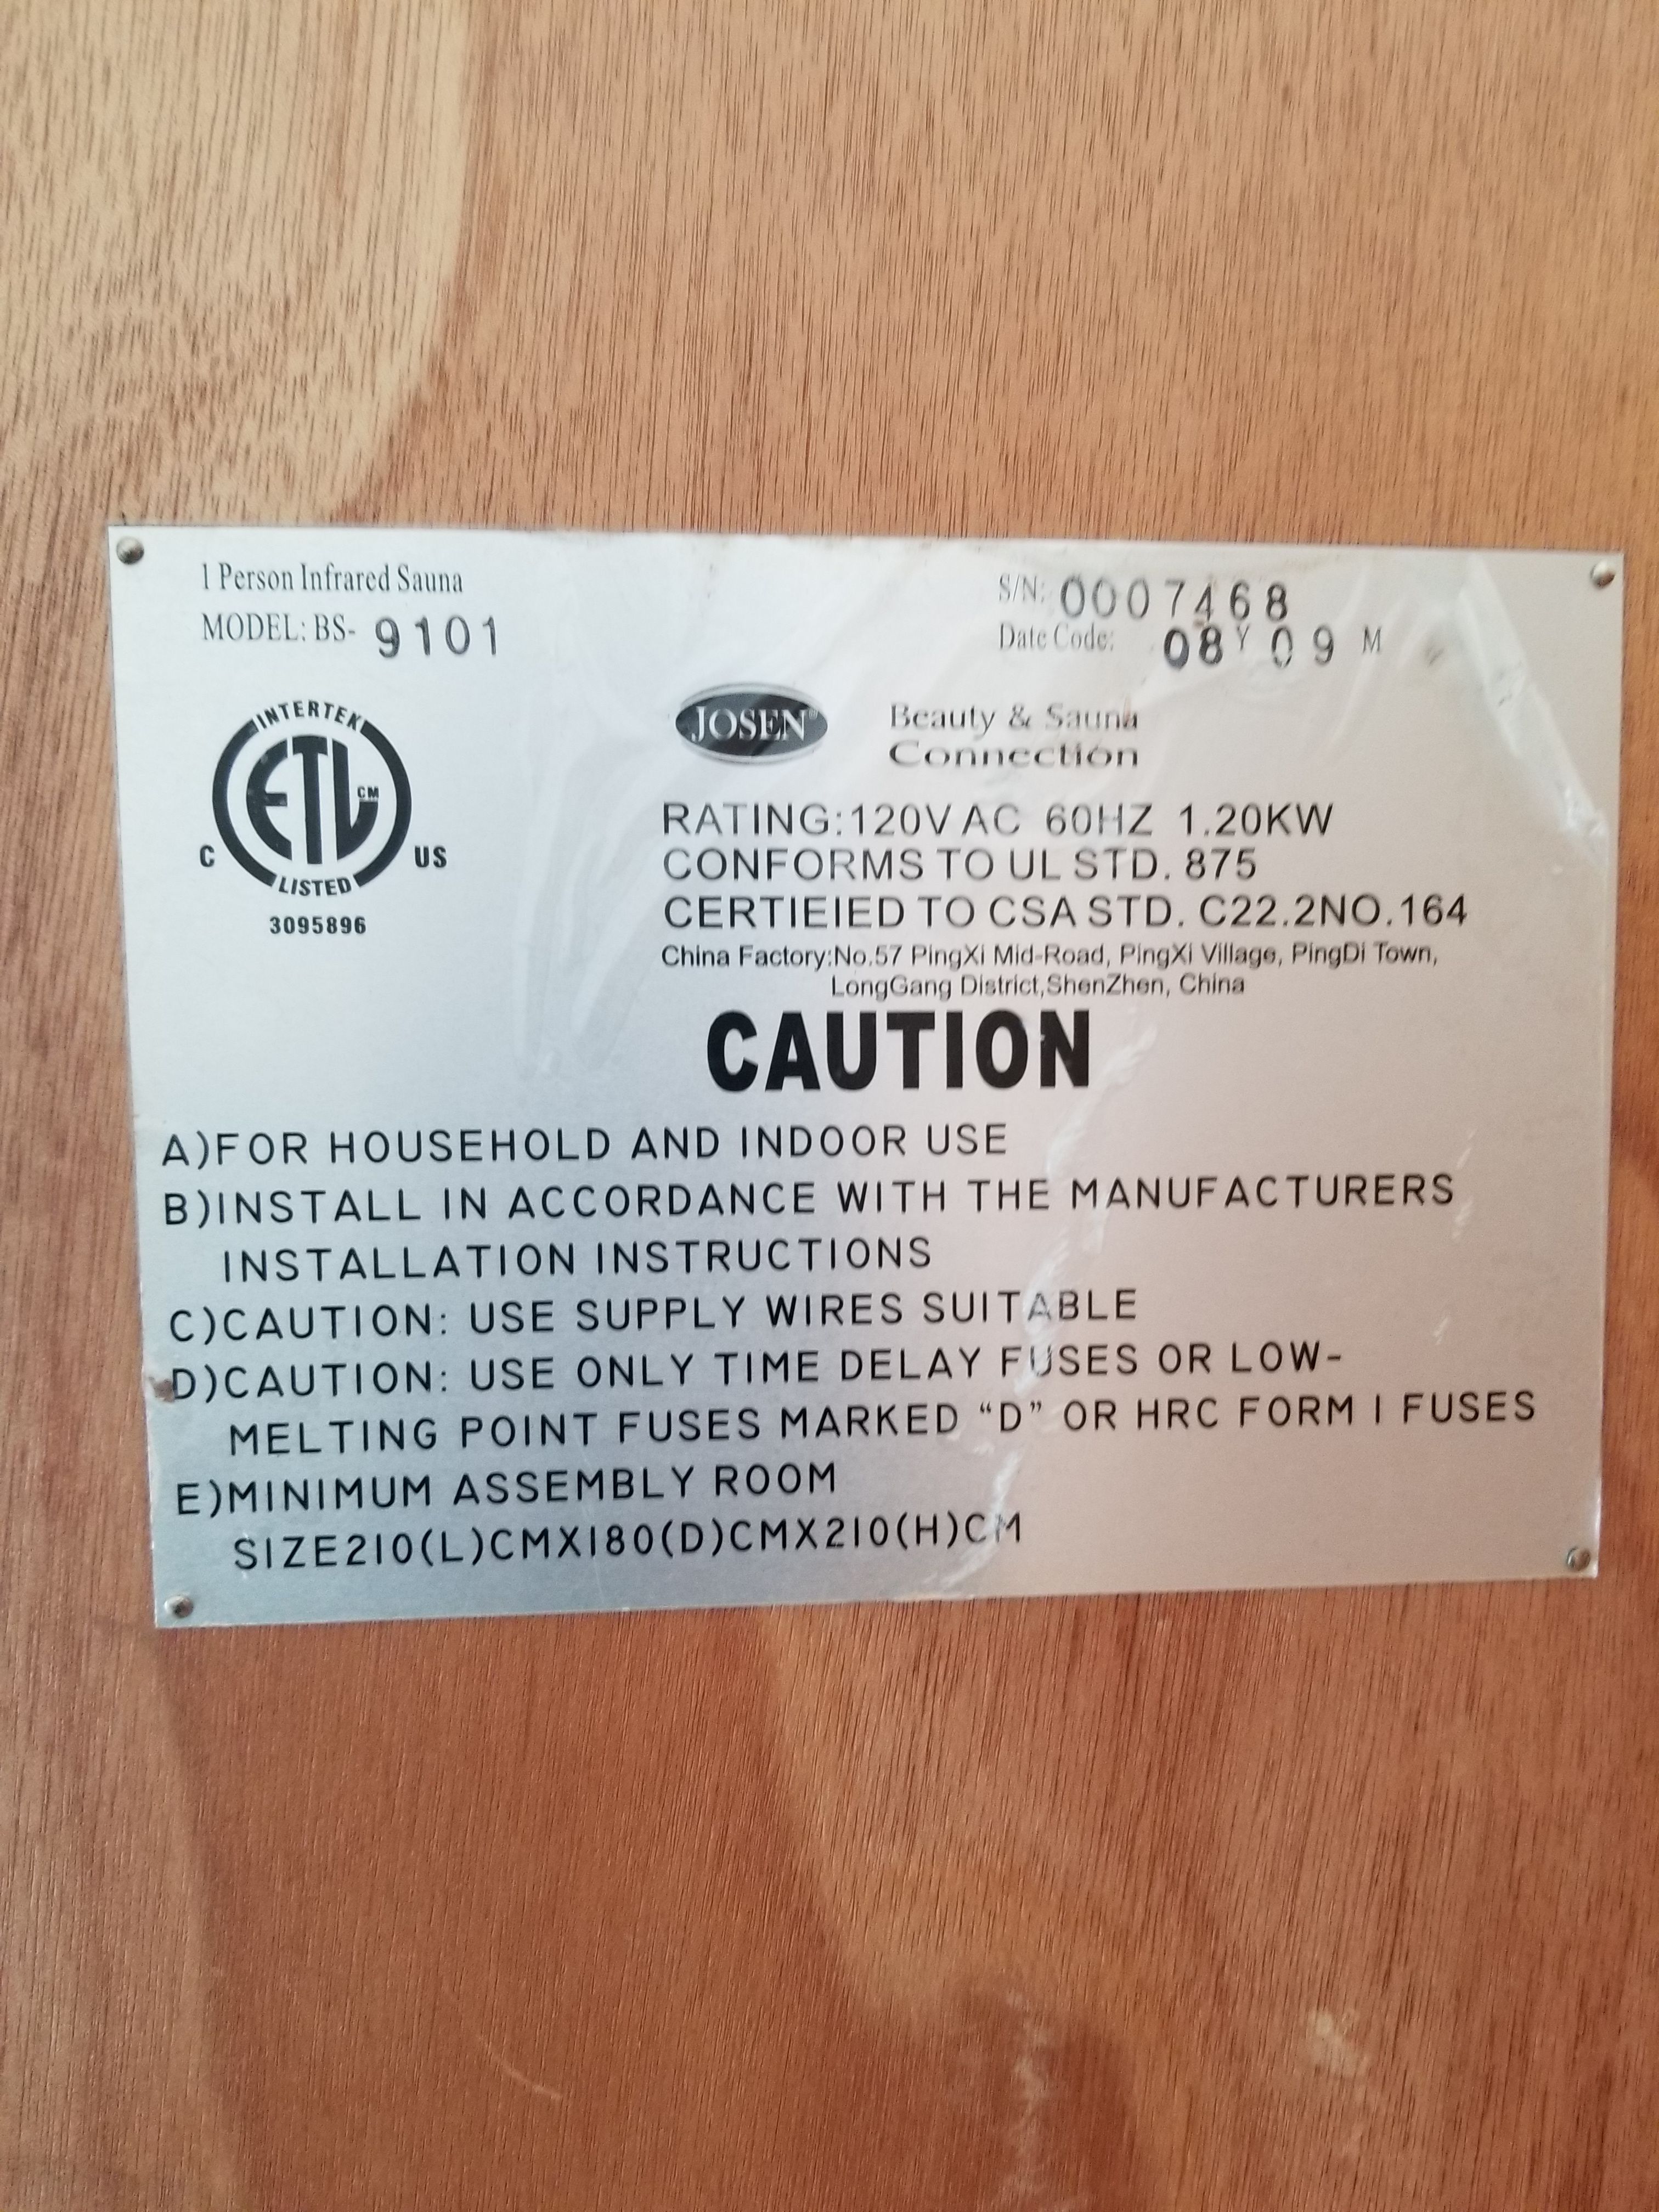 1 Person Infrared Sauna
MODEL: BS- 9101
S/N: 0007468
Date Code: 08 Y 09 M
INTERTEK
ETL CM
C US
LISTED
3095896
JOSEN®
Beauty & Sauna
Connection
RATING:120V AC 60HZ 1.20KW
CONFORMS TO UL STD. 875
CERTIEIED TO CSA STD. C22.2NO.164
China Factory:No.57 PingXi Mid-Road, PingXi Village, PingDi Town,
LongGang District,ShenZhen, China
CAUTION
A)FOR HOUSEHOLD AND INDOOR USE
B)INSTALL IN ACCORDANCE WITH THE MANUFACTURERS
INSTALLATION INSTRUCTIONS
C)CAUTION: USE SUPPLY WIRES SUITABLE
D)CAUTION: USE ONLY TIME DELAY FUSES OR LOW-
MELTING POINT FUSES MARKED “D” OR HRC FORM I FUSES
E)MINIMUM ASSEMBLY ROOM
SIZE210(L)CMX180(D)CMX210(H)CM